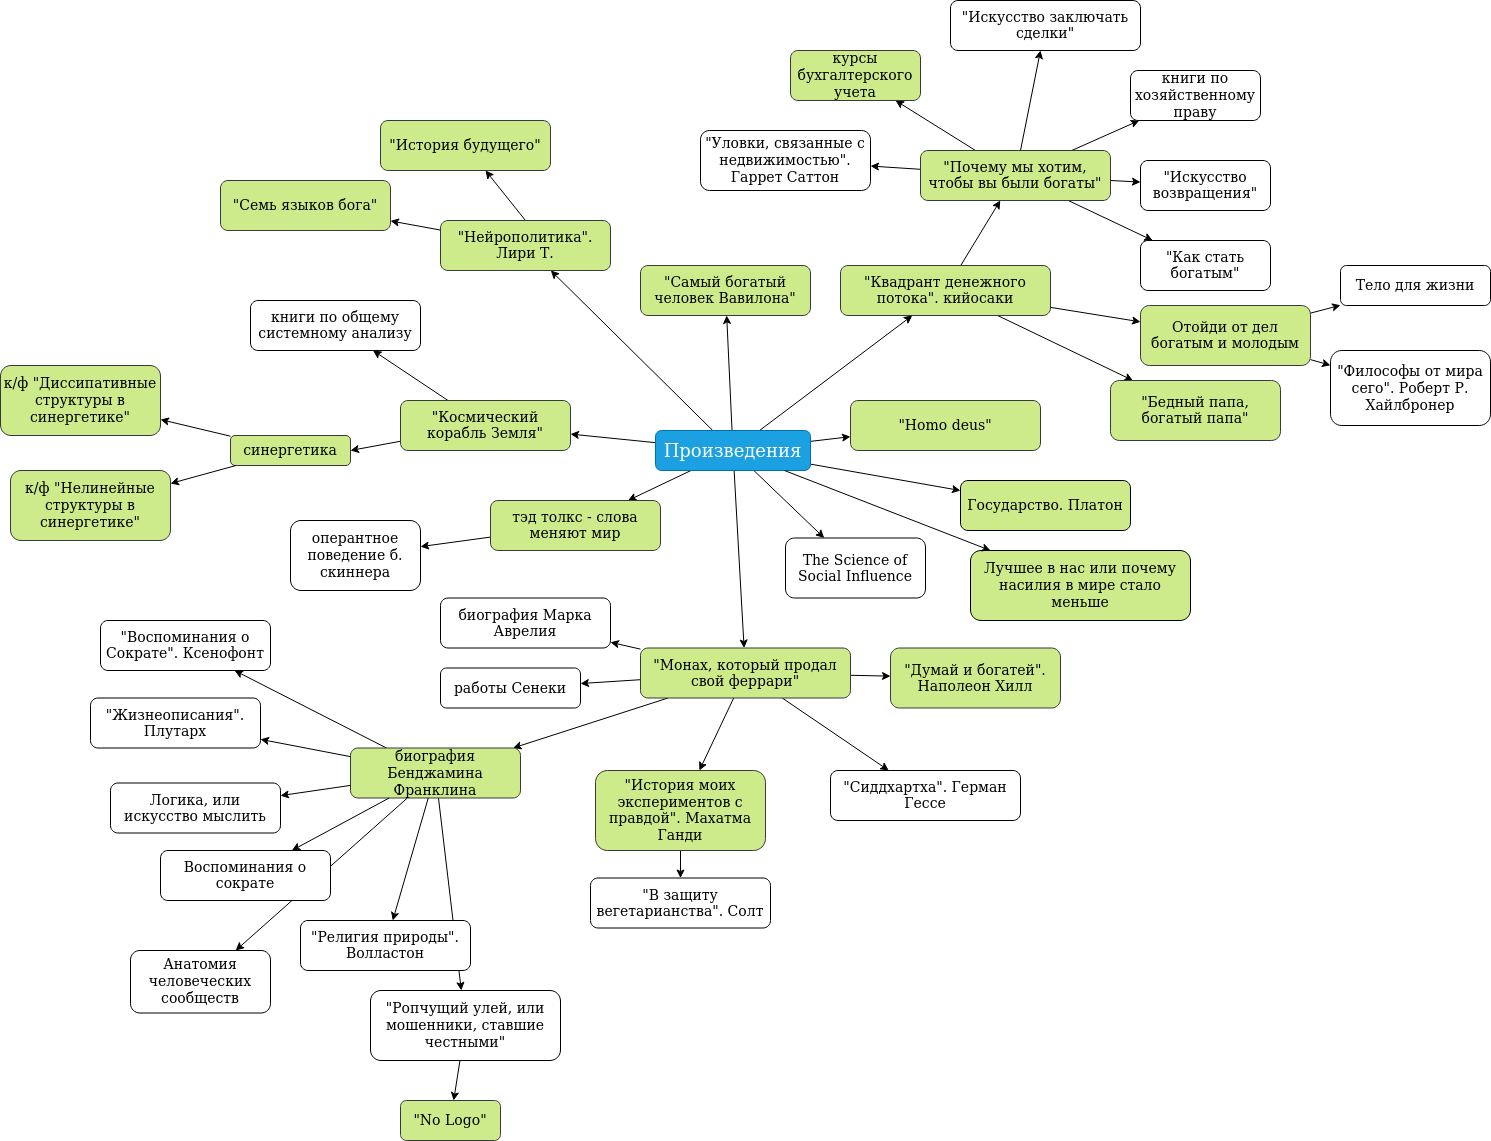 "Искусство заключать
сделки"
курсы
бухгалтерского
учета
книги по
хозяйственному
праву
"Уловки, связанные с
недвижимостью".
Гаррет Саттон
"История будущего"
"Почему мы хотим,
чтобы вы были богаты"
"Искусство
возвращения"
"Семь языков бога"
"Нейрополитика".
Лири Т.
"Как стать
богатым"
"Самый богатый
человек Вавилона"
"Квадрант денежного
потока". кийосаки
Тело для жизни
книги по общему
системному анализу
Отойди от дел
богатым и молодым
"Философы от мира
сего". Роберт Р.
Хайлбронер
к/ф "Диссипативные
структуры в
синергетике"
"Космический
корабль Земля"
"Бедный папа,
богатый папа"
"Homo deus"
синергетика
Произведения
к/ф "Нелинейные
структуры в
синергетике"
тэд толкс - слова
меняют мир
Государство. Платон
оперантное
поведение б.
скиннера
The Science of
Social Influence
Лучшее в нас или почему
насилия в мире стало
меньше
биография Марка
Аврелия
"Воспоминания о
Сократе". Ксенофонт
"Монах, который продал
свой феррари"
"Думай и богатей".
Наполеон Хилл
работы Сенеки
"Жизнеописания".
Плутарх
биография
Бенджамина
Франклина
"История моих
экспериментов с
правдой". Махатма
Ганди
"Сиддхартха". Герман
Гессе
Логика, или
искусство мыслить
Воспоминания о
сократе
"В защиту
вегетарианства". Солт
"Религия природы".
Волластон
Анатомия
человеческих
сообществ
"Ропчущий улей, или
мошенники, ставшие
честными"
"No Logo"